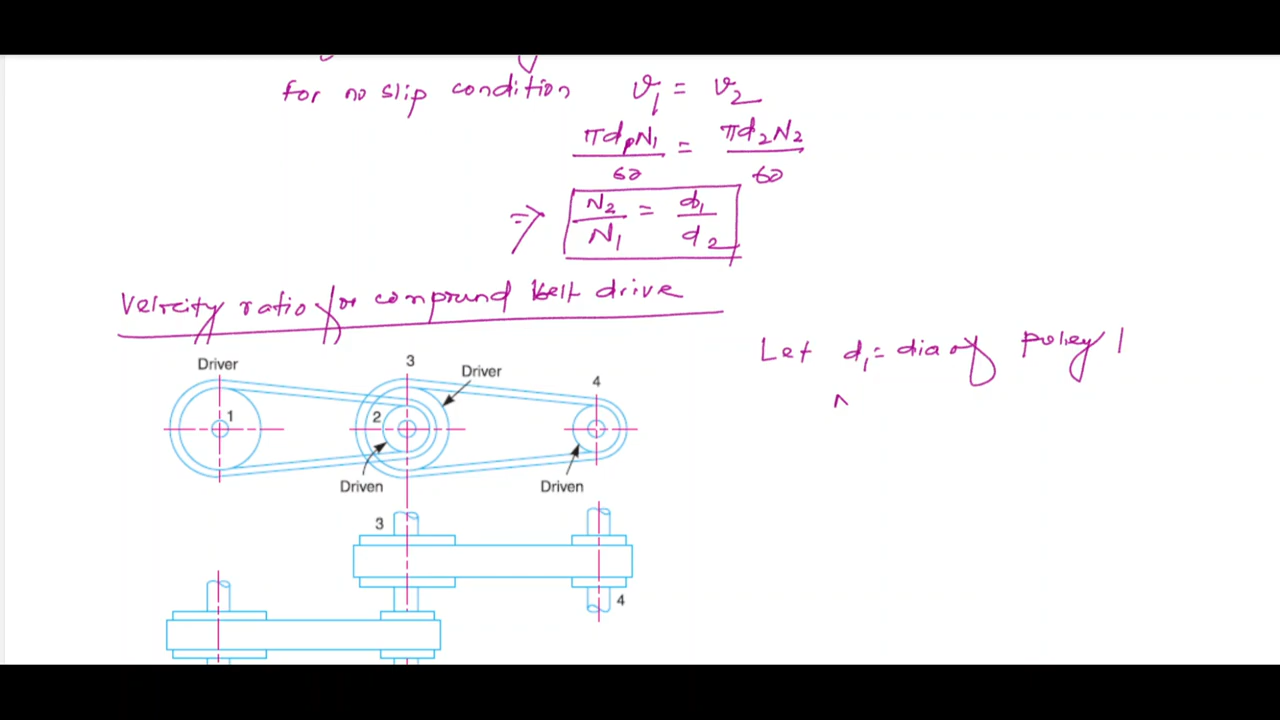 for no slip condition v1 = v2
πdpN1/60 = πd2N2/60
⇒ N2/N1 = d1/d2
Velocity ratio for compound belt drive
Let d1 = dia of pulley 1
N
Driver
3
Driver
4
1
2
Driven
Driven
3
4